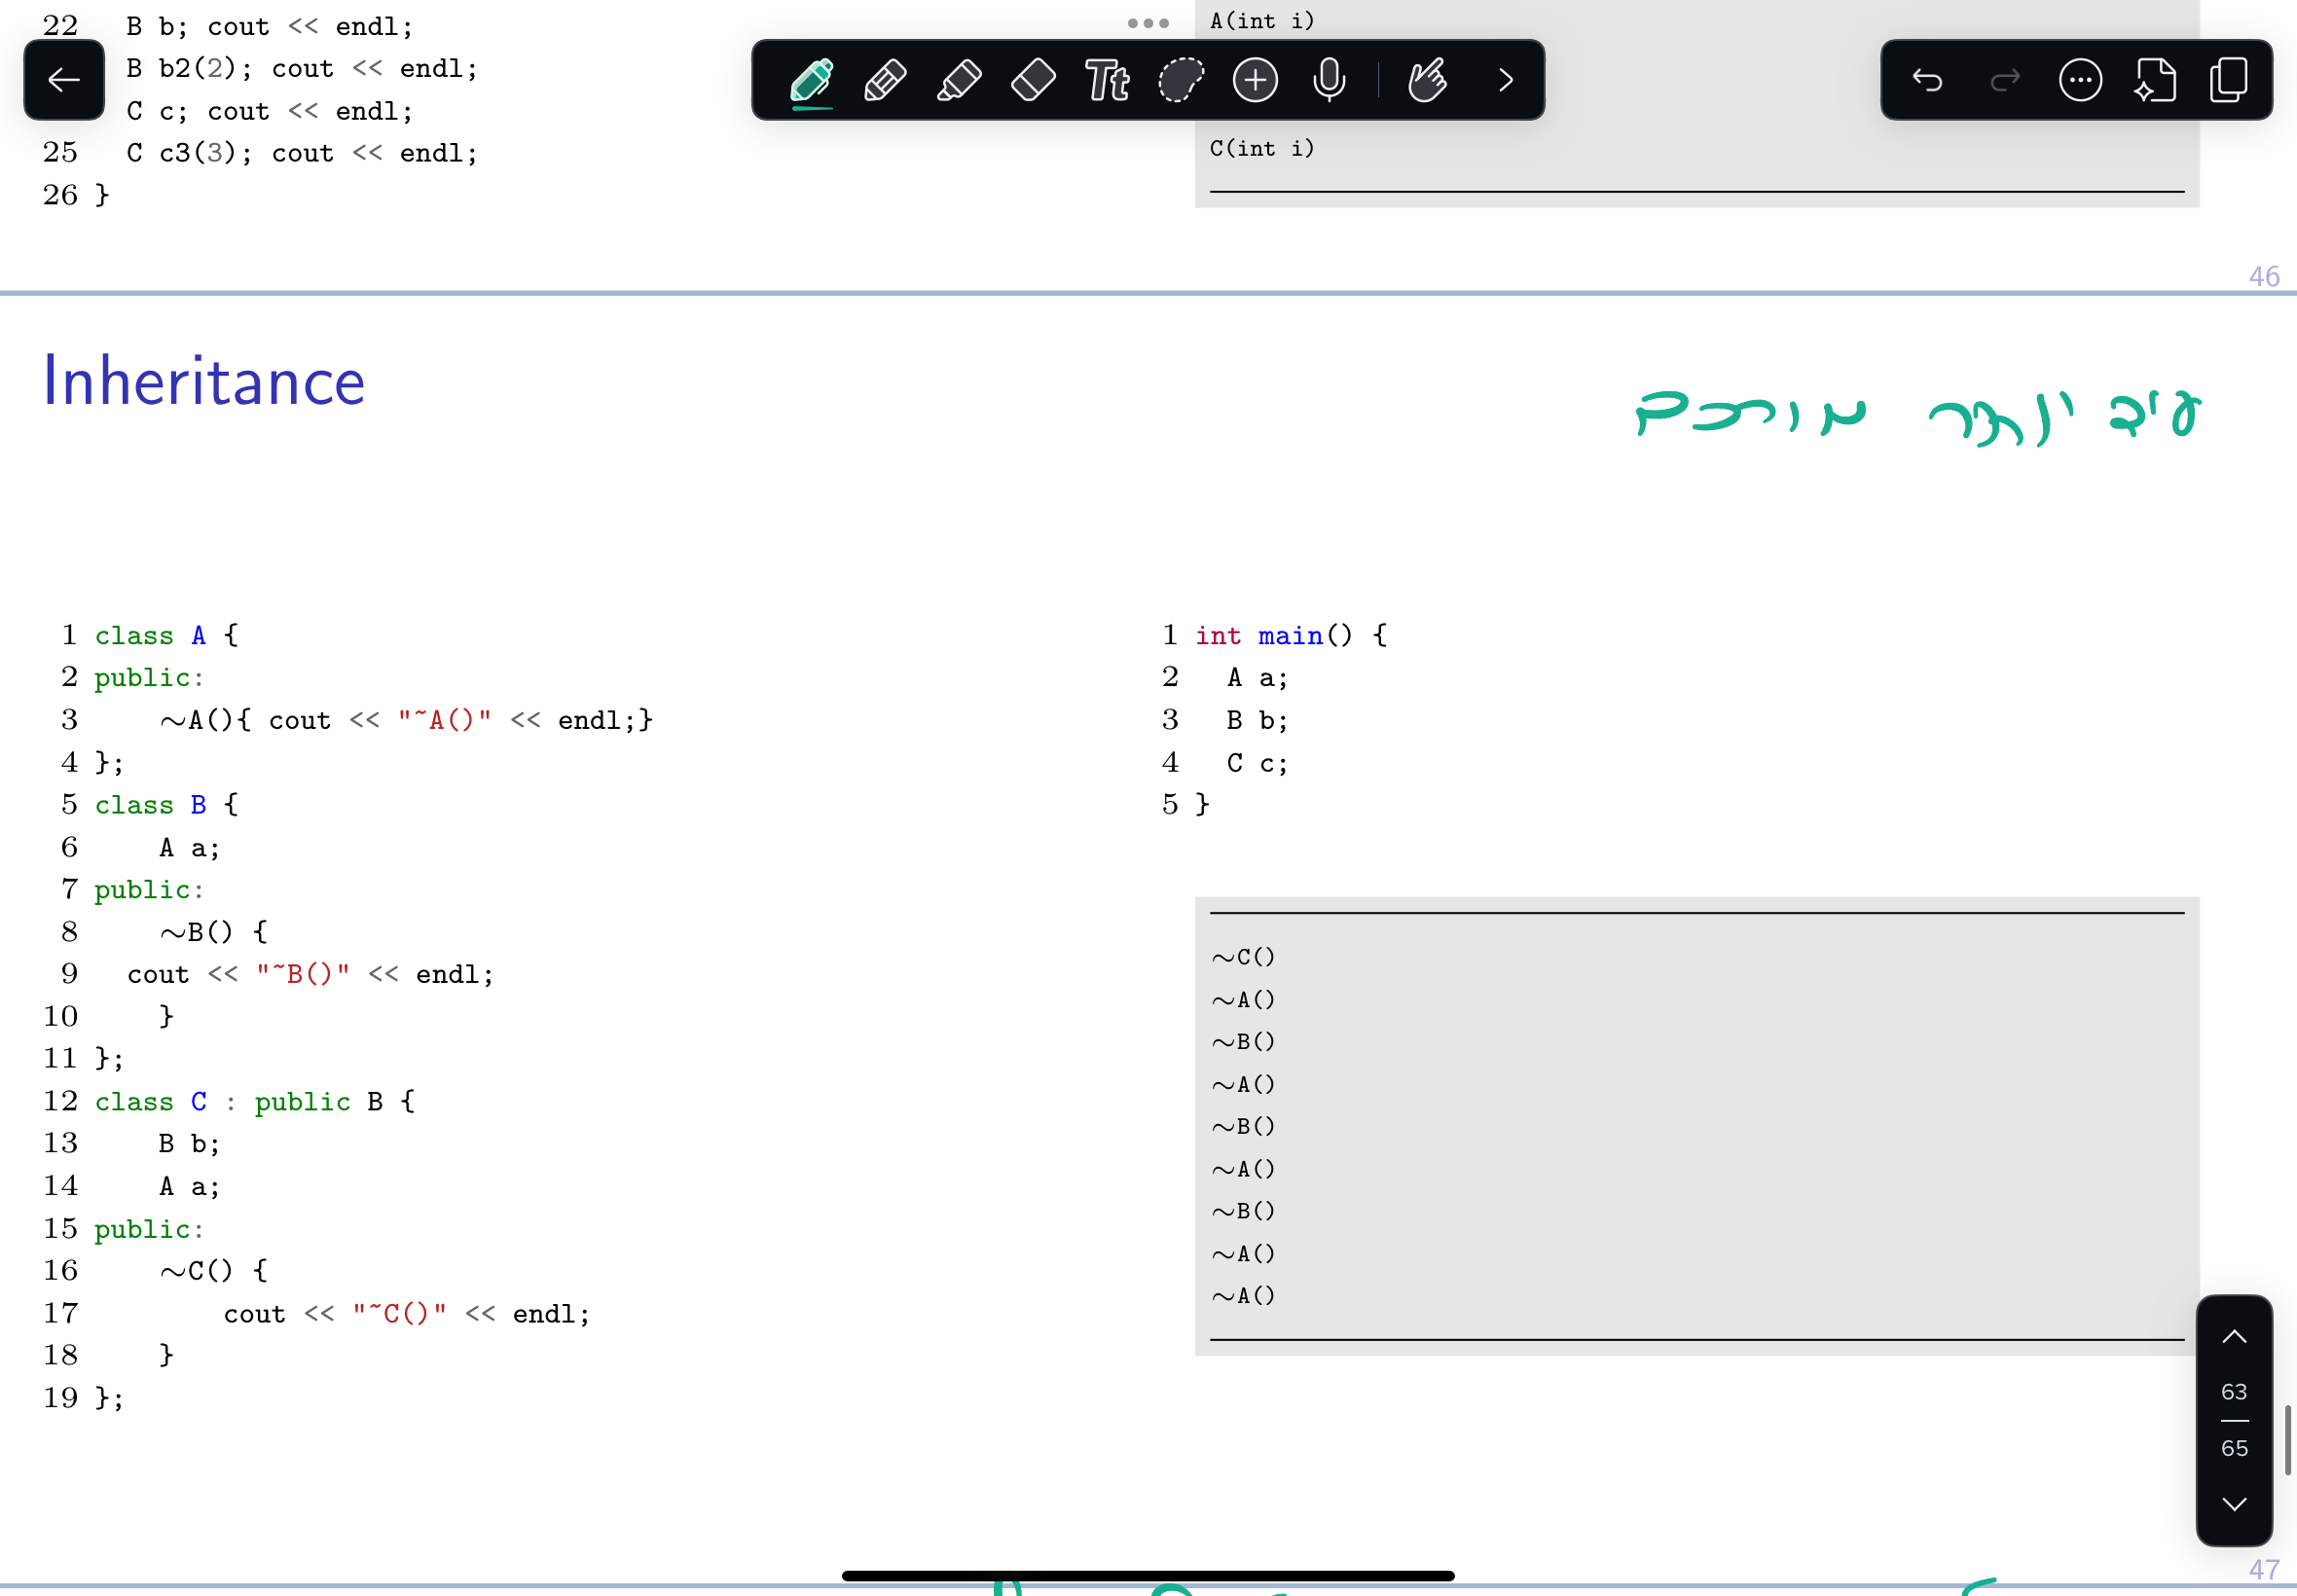 22 B b; cout << endl;
B b2(2); cout << endl;
C c; cout << endl;
25 C c3(3); cout << endl;
26 }
A(int i)
Tt
C(int i)
46
Inheritance
יותר
1 class A {
2 public:
3 ~A(){ cout << "~A()" << endl;}
4 };
5 class B {
6 A a;
7 public:
8 ~B() {
9 cout << "~B()" << endl;
10 }
11 };
12 class C : public B {
13 B b;
14 A a;
15 public:
16 ~C() {
17 cout << "~C()" << endl;
18 }
19 };
1 int main() {
2 A a;
3 B b;
4 C c;
5 }
~C()
~A()
~B()
~A()
~B()
~A()
~B()
~A()
~A()
63
65
47